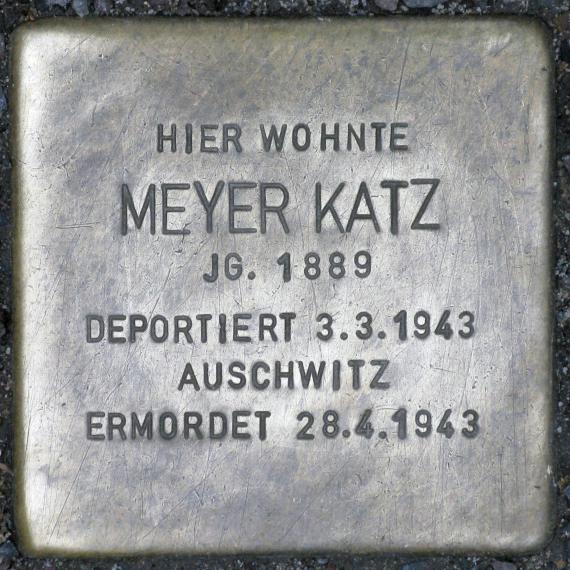 HIER WOHNTE
MEYER KATZ
JG. 1889
DEPORTIERT 3.3.1943
AUSCHWITZ
ERMORDET 28.4.1943